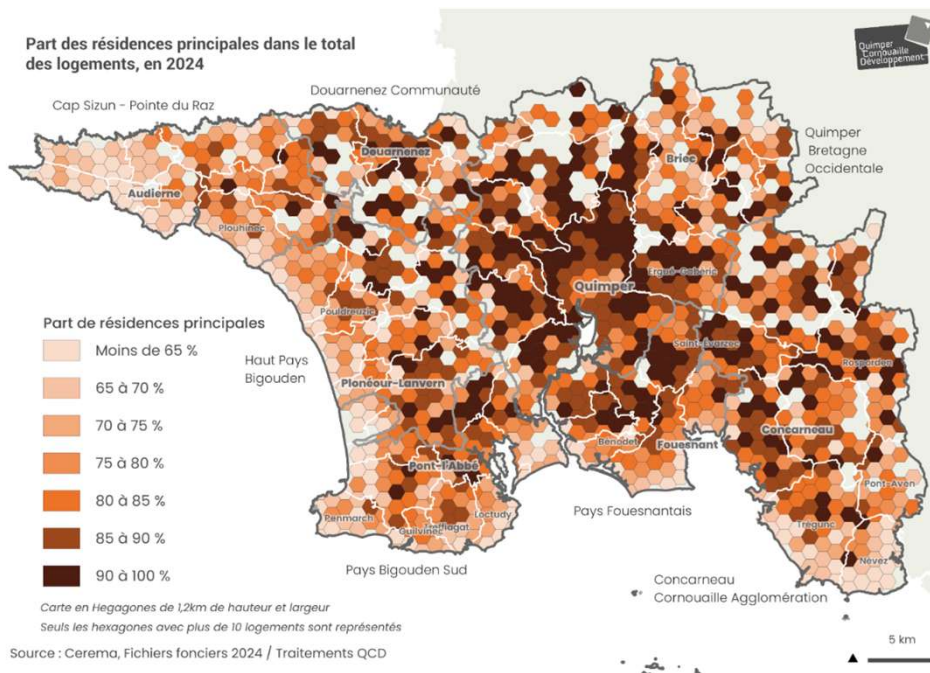 Part des résidences principales dans le total
des logements, en 2024
Quimper
Cornouaille
Développement
Cap Sizun - Pointe du Raz
Douarnenez Communauté
Quimper
Bretagne
Occidentale
Douarnenez
Briec
Audierne
Plouhinec
Ergué-Gabéric
Quimper
Pouldreuzic
Saint-Évarzec
Rosporden
Part de résidences principales
Moins de 65 %
65 à 70 %
70 à 75 %
75 à 80 %
80 à 85 %
85 à 90 %
90 à 100 %
Haut Pays
Bigouden
Plonéour-Lanvern
Concarneau
Bénodet
Fouesnant
Pont-l'Abbé
Pont-Aven
Pays Fouesnantais
Penmarch
Loctudy
Treffiagat
Guilvinec
Trégunc
Névez
Pays Bigouden Sud
Concarneau
Cornouaille Agglomération
Carte en Hegagones de 1,2km de hauteur et largeur
Seuls les hexagones avec plus de 10 logements sont représentés
Source : Cerema, Fichiers fonciers 2024 / Traitements QCD
5 km